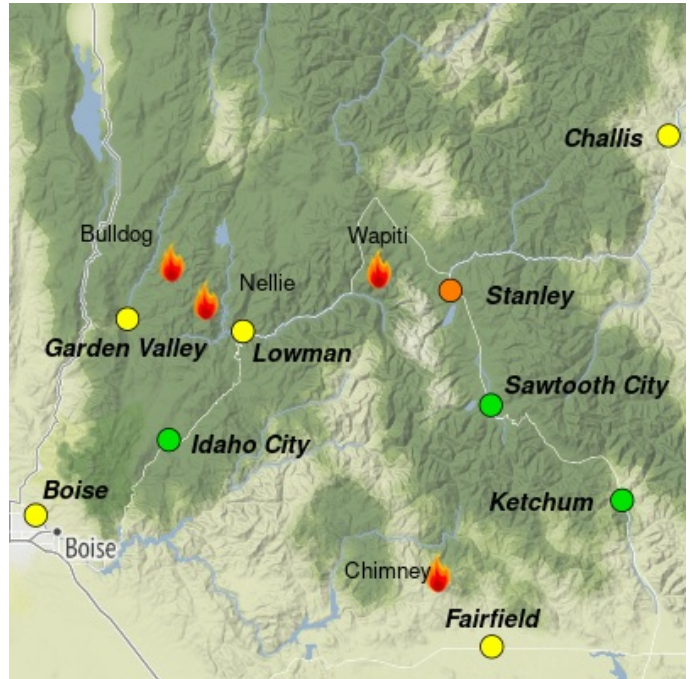 Challis
Bulldog
Wapiti
Nellie
Stanley
Garden Valley
Lowman
Sawtooth City
Idaho City
Boise
Ketchum
Boise
Chimney
Fairfield